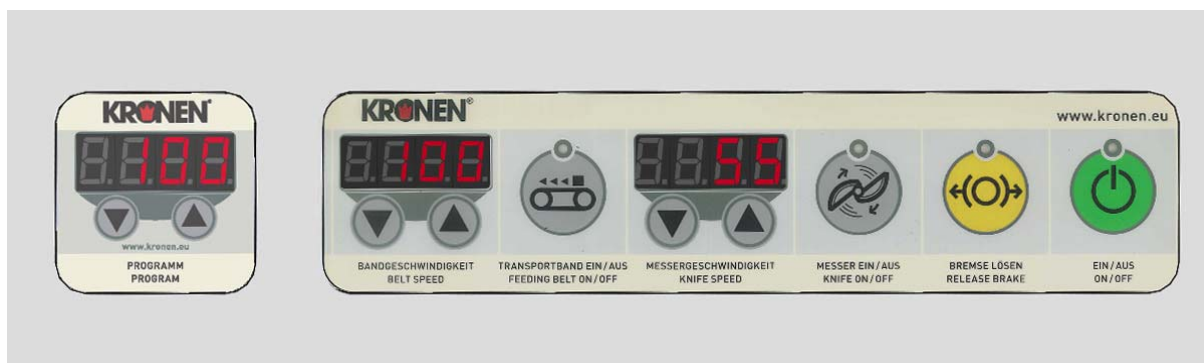 KRONEN®
100
www.kronen.eu
PROGRAMM
PROGRAM
KRONEN®
www.kronen.eu
100
55
BANDGESCHWINDIGKEIT
BELT SPEED
TRANSPORTBAND EIN/AUS
FEEDING BELT ON/OFF
MESSERGESCHWINDIGKEIT
KNIFE SPEED
MESSER EIN/AUS
KNIFE ON/OFF
BREMSE LÖSEN
RELEASE BRAKE
EIN/AUS
ON/OFF